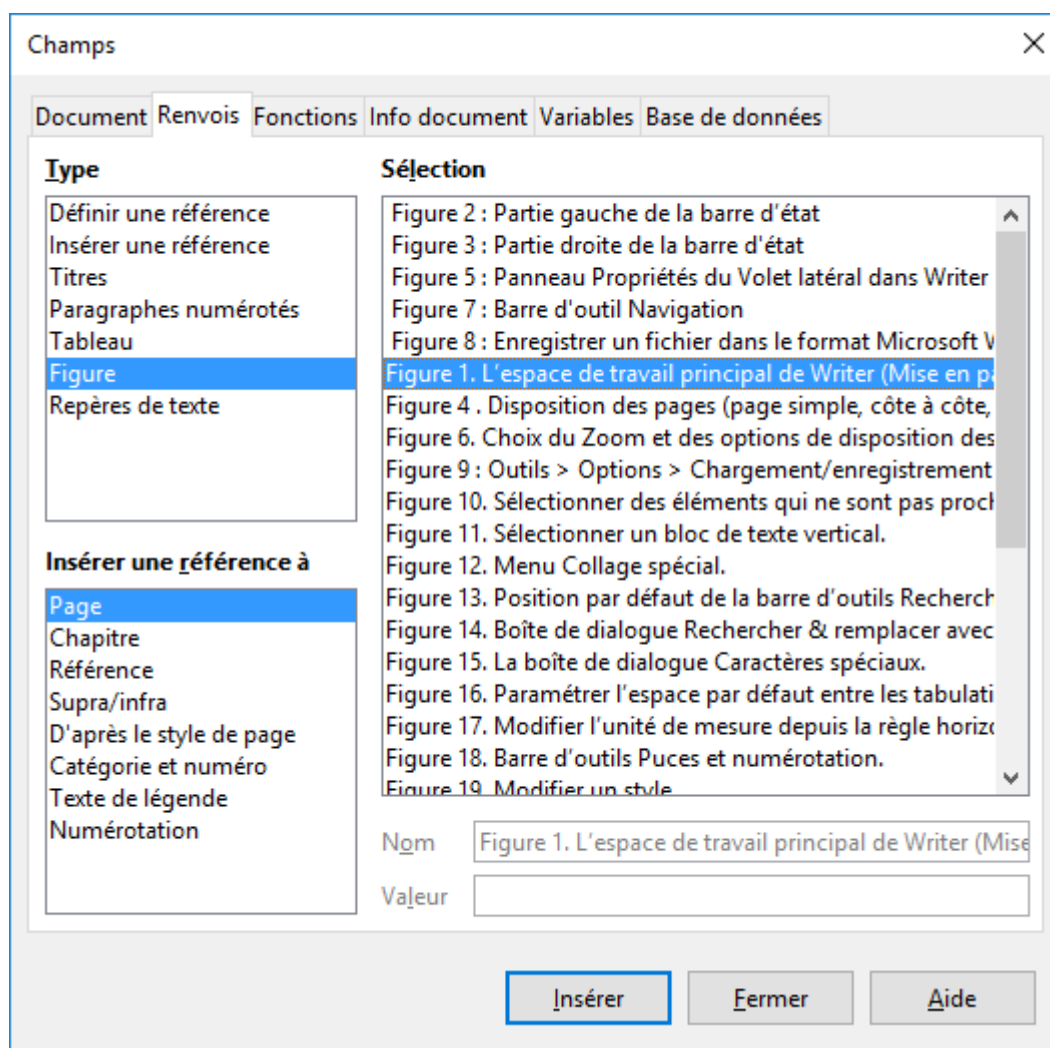 Champs
Document Renvois Fonctions Info document Variables Base de données
Type
Définir une référence
Insérer une référence
Titres
Paragraphes numérotés
Tableau
Figure
Repères de texte
Insérer une référence à
Page
Chapitre
Référence
Supra/infra
D'après le style de page
Catégorie et numéro
Texte de légende
Numérotation
Sélection
Figure 2 : Partie gauche de la barre d’état
Figure 3 : Partie droite de la barre d'état
Figure 5 : Panneau Propriétés du Volet latéral dans Writer
Figure 7 : Barre d'outil Navigation
Figure 8 : Enregistrer un fichier dans le format Microsoft
Figure 1. L’espace de travail principal de Writer (Mise en
Figure 4 . Disposition des pages (page simple, côte à côte,
Figure 6. Choix du Zoom et des options de disposition des
Figure 9 : Outils > Options > Chargement/enregistrement
Figure 10. Sélectionner des éléments qui ne sont pas
Figure 11. Sélectionner un bloc de texte vertical.
Figure 12. Menu Collage spécial.
Figure 13. Position par défaut de la barre d’outils
Figure 14. Boîte de dialogue Rechercher & remplacer avec
Figure 15. La boîte de dialogue Caractères spéciaux.
Figure 16. Paramétrer l’espace par défaut entre les
Figure 17. Modifier l’unité de mesure depuis la règle
Figure 18. Barre d’outils Puces et numérotation.
Figure 19. Modifier un style
Nom Figure 1. L’espace de travail principal de Writer (Mise
Valeur
Insérer Fermer Aide